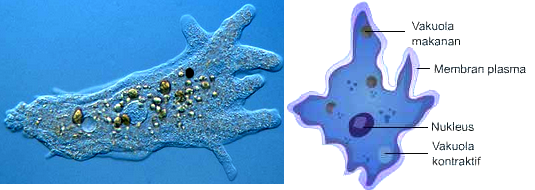 Vakuola
makanan
Membran plasma
Nukleus
Vakuola
kontraktif